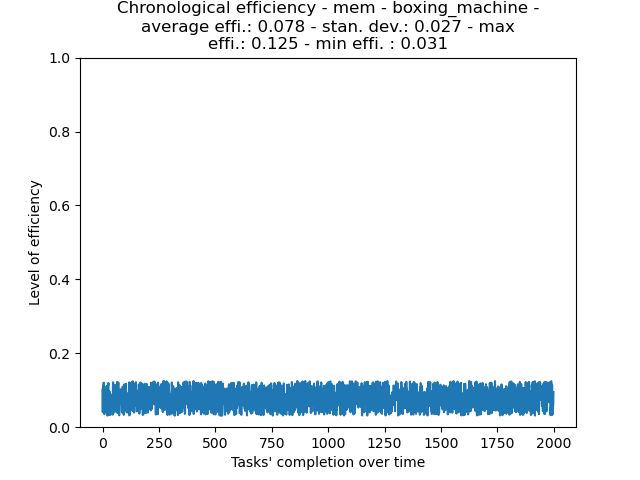 Chronological efficiency - mem - boxing_machine -
average effi.: 0.078 - stan. dev.: 0.027 - max
effi.: 0.125 - min effi. : 0.031
1.0
0.8
0.6
0.4
0.2
0.0
Level of efficiency
0 250 500 750 1000 1250 1500 1750 2000
Tasks' completion over time